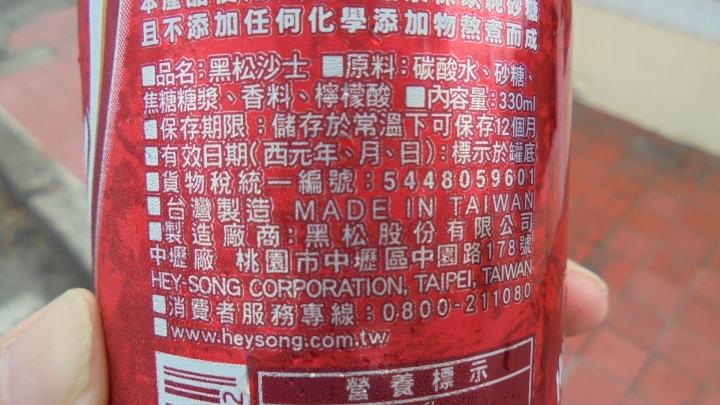 且不添加任何化學添加物熬煮而成
■品名:黑松沙士 ■原料:碳酸水、砂糖、
焦糖糖漿、香料、檸檬酸 ■內容量:330ml
■保存期限:儲存於常溫下可保存12個月
■有效日期(西元年、月、日):標示於罐底
■貨物稅統一編號:5448059601
■台灣製造 MADE IN TAIWAN
■製造廠商:黑松股份有限公司
中壢廠 桃園市中壢區中園路178號
HEY-SONG CORPORATION, TAIPEI, TAIWAN
■消費者服務專線:0800-211080
■www.heysong.com.tw
營養標示